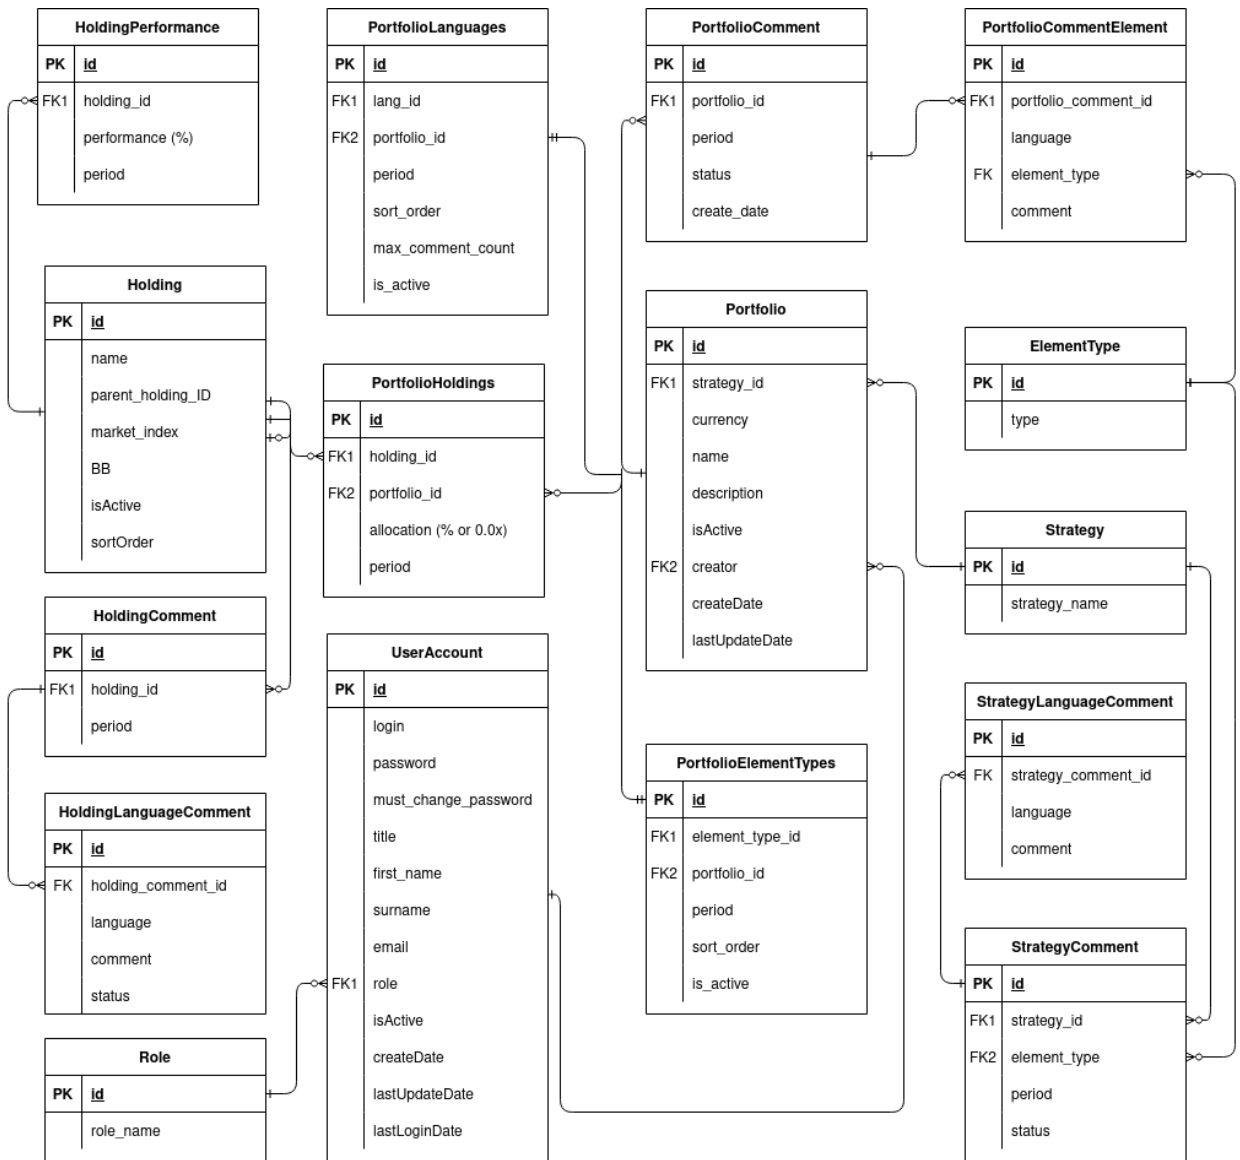 HoldingPerformance
PK id
FK1 holding_id
performance (%)
period
PortfolioLanguages
PK id
FK1 lang_id
FK2 portfolio_id
period
sort_order
max_comment_count
is_active
PortfolioComment
PK id
FK1 portfolio_id
period
status
create_date
PortfolioCommentElement
PK id
FK1 portfolio_comment_id
language
FK element_type
comment
Holding
PK id
name
parent_holding_ID
market_index
BB
isActive
sortOrder
PortfolioHoldings
PK id
FK1 holding_id
FK2 portfolio_id
allocation (% or 0.0x)
period
Portfolio
PK id
FK1 strategy_id
currency
name
description
isActive
FK2 creator
createDate
lastUpdateDate
ElementType
PK id
type
Strategy
PK id
strategy_name
HoldingComment
PK id
FK1 holding_id
period
UserAccount
PK id
login
password
must_change_password
title
first_name
surname
email
FK1 role
isActive
createDate
lastUpdateDate
lastLoginDate
PortfolioElementTypes
PK id
FK1 element_type_id
FK2 portfolio_id
period
sort_order
is_active
StrategyLanguageComment
PK id
FK strategy_comment_id
language
comment
HoldingLanguageComment
PK id
FK holding_comment_id
language
comment
status
StrategyComment
PK id
FK1 strategy_id
FK2 element_type
period
status
Role
PK id
role_name